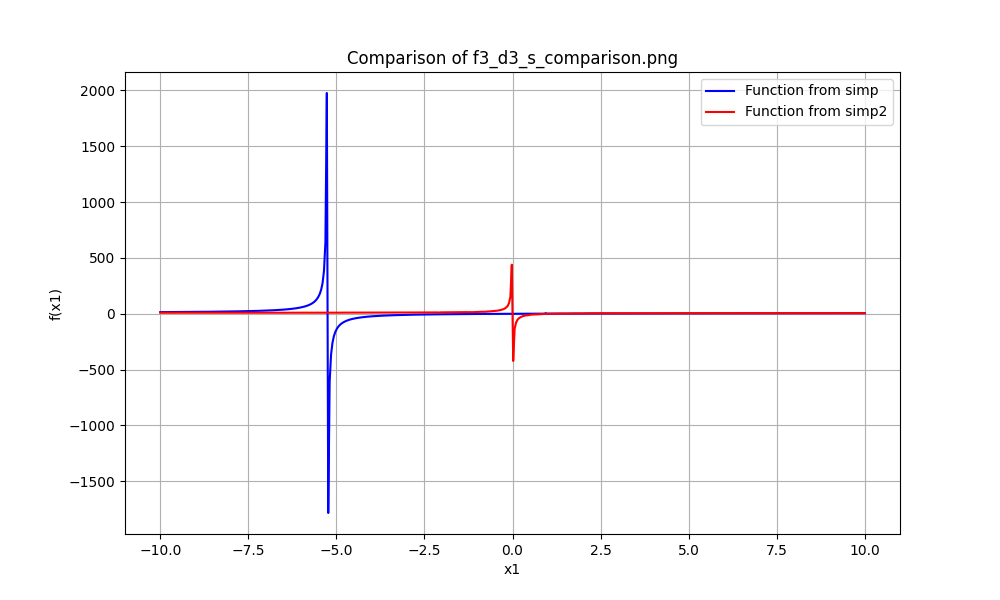 Comparison of f3_d3_s_comparison.png
Function from simp
Function from simp2
2000
1500
1000
500
0
−500
−1000
−1500
f(x1)
−10.0 −7.5 −5.0 −2.5 0.0 2.5 5.0 7.5 10.0
x1